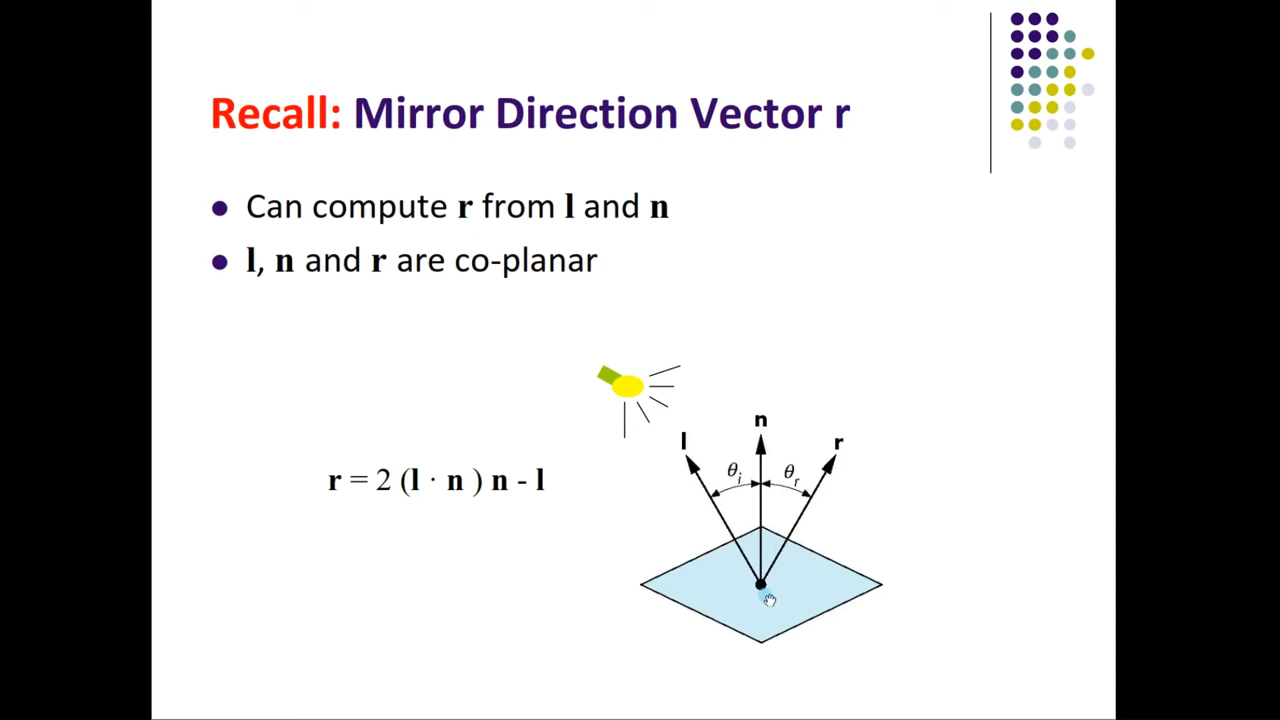 Recall: Mirror Direction Vector r
Can compute r from l and n
l, n and r are co-planar
n
l
r
θi
θr
r = 2 (l · n ) n - l